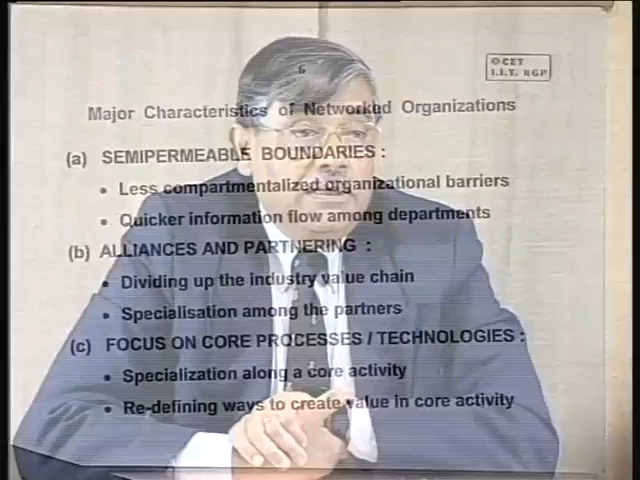 6
© CET
I.I.T. KGP
Major Characteristics of Networked Organizations
(a) SEMIPERMEABLE BOUNDARIES :
• Less compartmentalized organizational barriers
• Quicker information flow among departments
(b) ALLIANCES AND PARTNERING :
• Dividing up the industry value chain
• Specialisation among the partners
(c) FOCUS ON CORE PROCESSES / TECHNOLOGIES :
• Specialization along a core activity
• Re-defining ways to create value in core activity